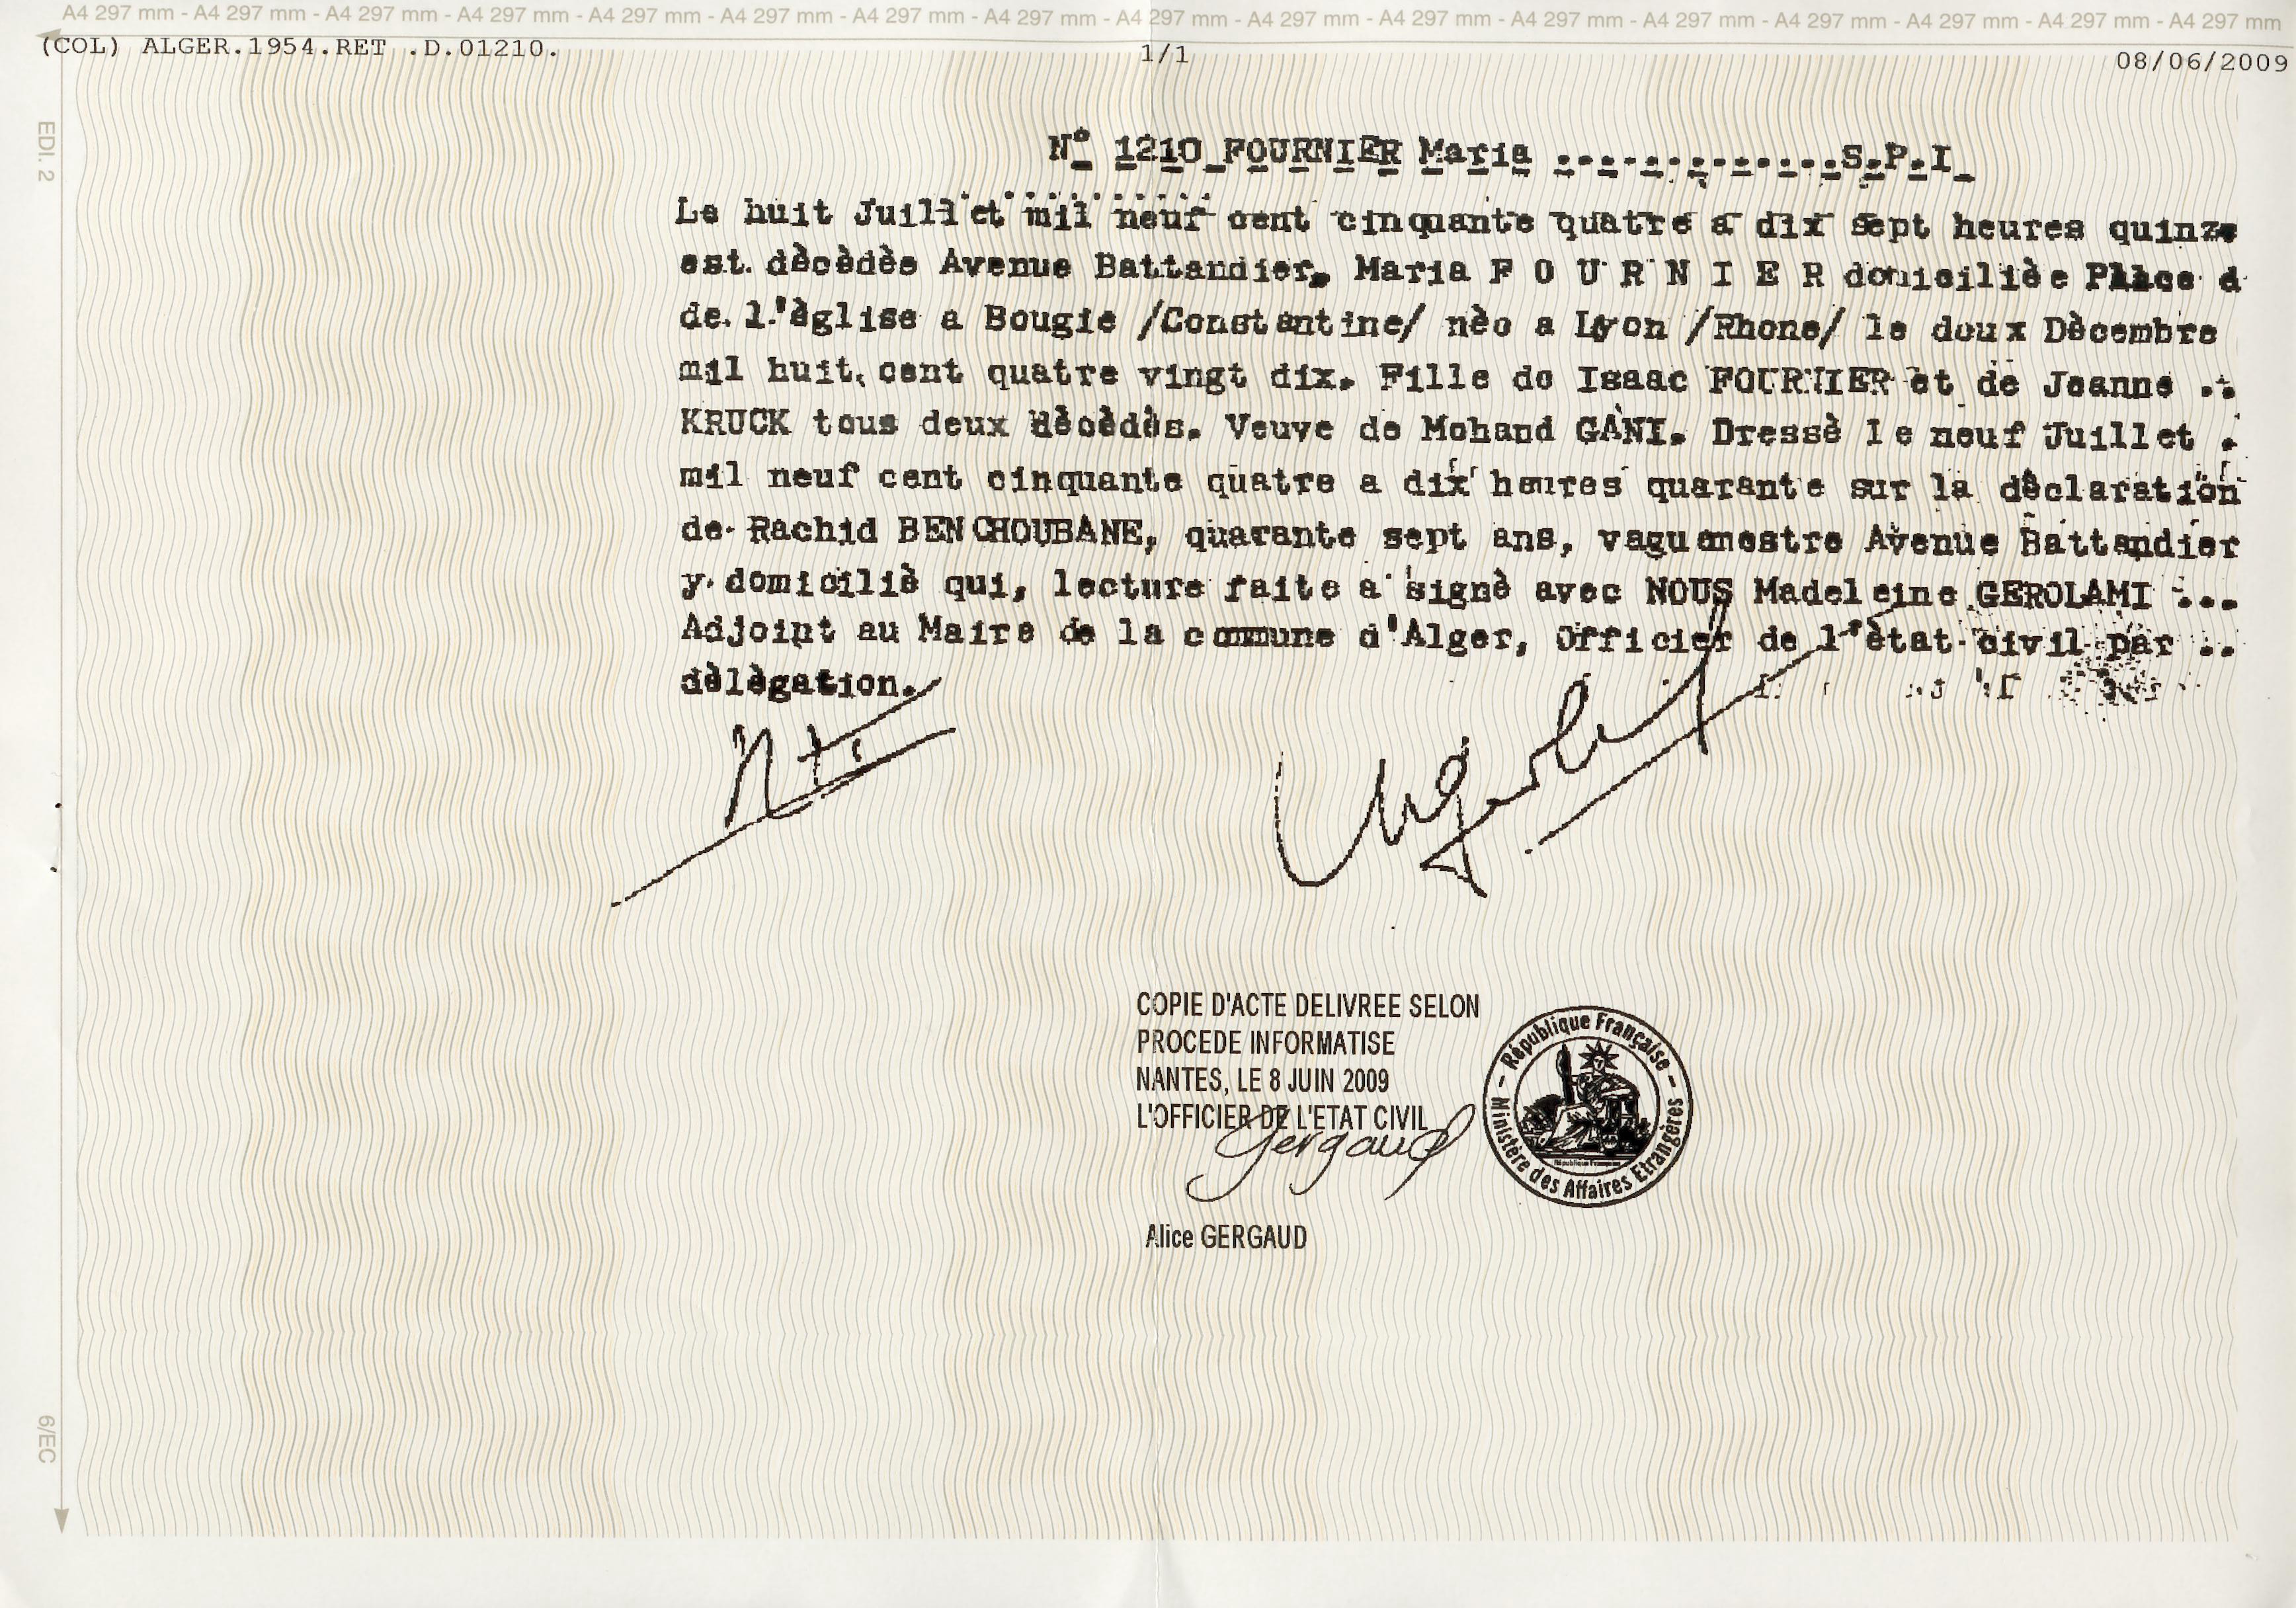 A4 297 mm - A4 297 mm - A4 297 mm - A4 297 mm - A4 297 mm - A4 297 mm - A4 297 mm - A4 297 mm - A4 297 mm - A4 297 mm - A4 297 mm - A4 297 mm - A4 297 mm - A4 297 mm - A4 297 mm - A4 297 mm - A4 297 mm
(COL) ALGER.1954.RET .D.01210.
1/1
08/06/2009
EDI. 2
N° 1210 FOURNIER Maria .............S.P.I.
Le huit Juillet mil neuf cent cinquante quatre a dix sept heures quinze
est. dècèdèe Avenue Battandier, Maria F O U R N I E R domicilièe Place d
de l'èglise a Bougie /Constantine/ nèe a Lyon /Rhone/ le deux Dècembre
mil huit cent quatre vingt dix. Fille de Isaac FOURNIER et de Jeanne ..
KRUCK tous deux dècèdès. Veuve de Mohand GANI. Dressè le neuf Juillet .
mil neuf cent cinquante quatre a dix heures quarante sur la dèclaration
de Rachid BENCHOUBANE, quarante sept ans, vaguemestre Avenue Battandier
y domiciliè qui, lecture faite a signè avec NOUS Madeleine GEROLAMI ...
Adjoint au Maire de la commune d'Alger, Officier de l'ètat civil par ..
dèlègation.
COPIE D'ACTE DELIVREE SELON
PROCEDE INFORMATISE
NANTES, LE 8 JUIN 2009
L'OFFICIER DE L'ETAT CIVIL
Gergaud
Alice GERGAUD
République Française
Ministère des Affaires Etrangères
6/EC